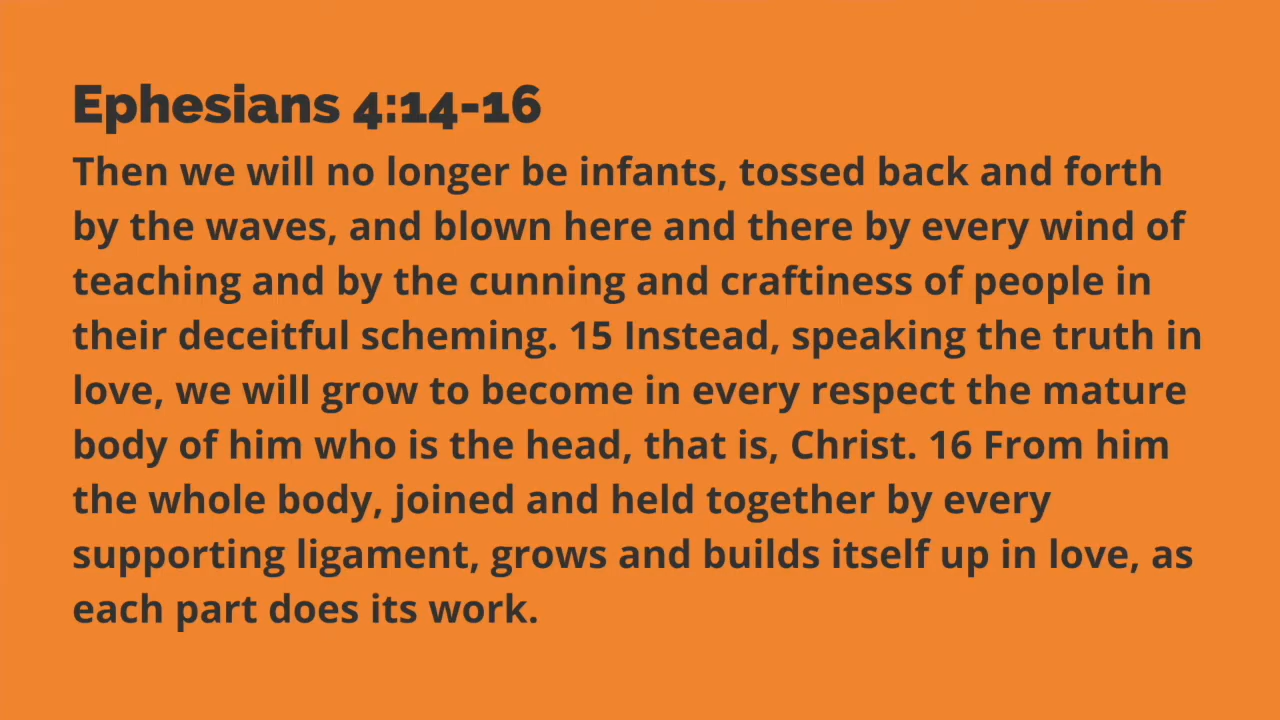 Ephesians 4:14-16
Then we will no longer be infants, tossed back and forth
by the waves, and blown here and there by every wind of
teaching and by the cunning and craftiness of people in
their deceitful scheming. 15 Instead, speaking the truth in
love, we will grow to become in every respect the mature
body of him who is the head, that is, Christ. 16 From him
the whole body, joined and held together by every
supporting ligament, grows and builds itself up in love, as
each part does its work.